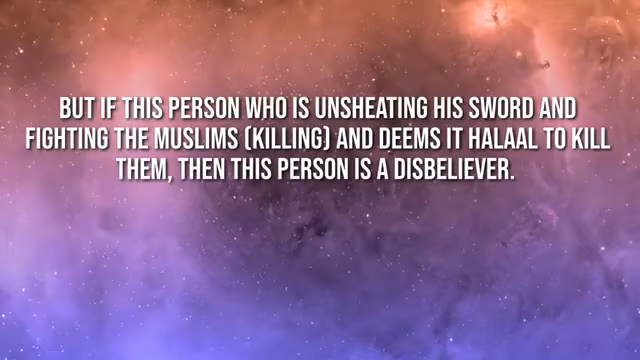 BUT IF THIS PERSON WHO IS UNSHEATING HIS SWORD AND
FIGHTING THE MUSLIMS (KILLING) AND DEEMS IT HALAAL TO KILL
THEM, THEN THIS PERSON IS A DISBELIEVER.